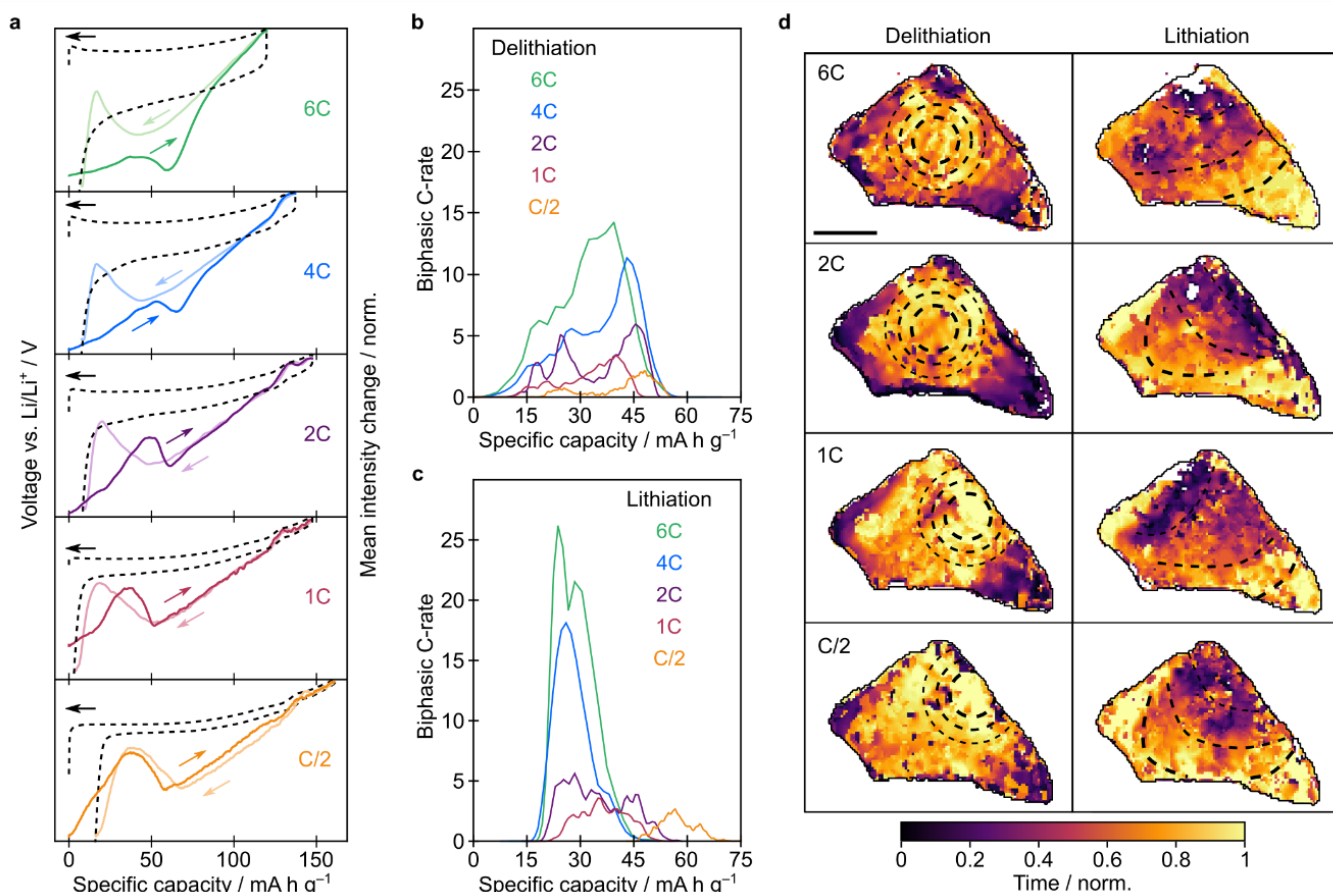 a
Voltage vs. Li/Li⁺ / V
6C
4C
2C
1C
C/2
Mean intensity change / norm.
0 50 100 150
Specific capacity / mA h g⁻¹
b
Delithiation
6C
4C
2C
1C
C/2
Biphasic C-rate
25
20
15
10
5
0
0 15 30 45 60 75
Specific capacity / mA h g⁻¹
c
Lithiation
6C
4C
2C
1C
C/2
Biphasic C-rate
25
20
15
10
5
0
0 15 30 45 60 75
Specific capacity / mA h g⁻¹
d
Delithiation Lithiation
6C
2C
1C
C/2
0 0.2 0.4 0.6 0.8 1
Time / norm.